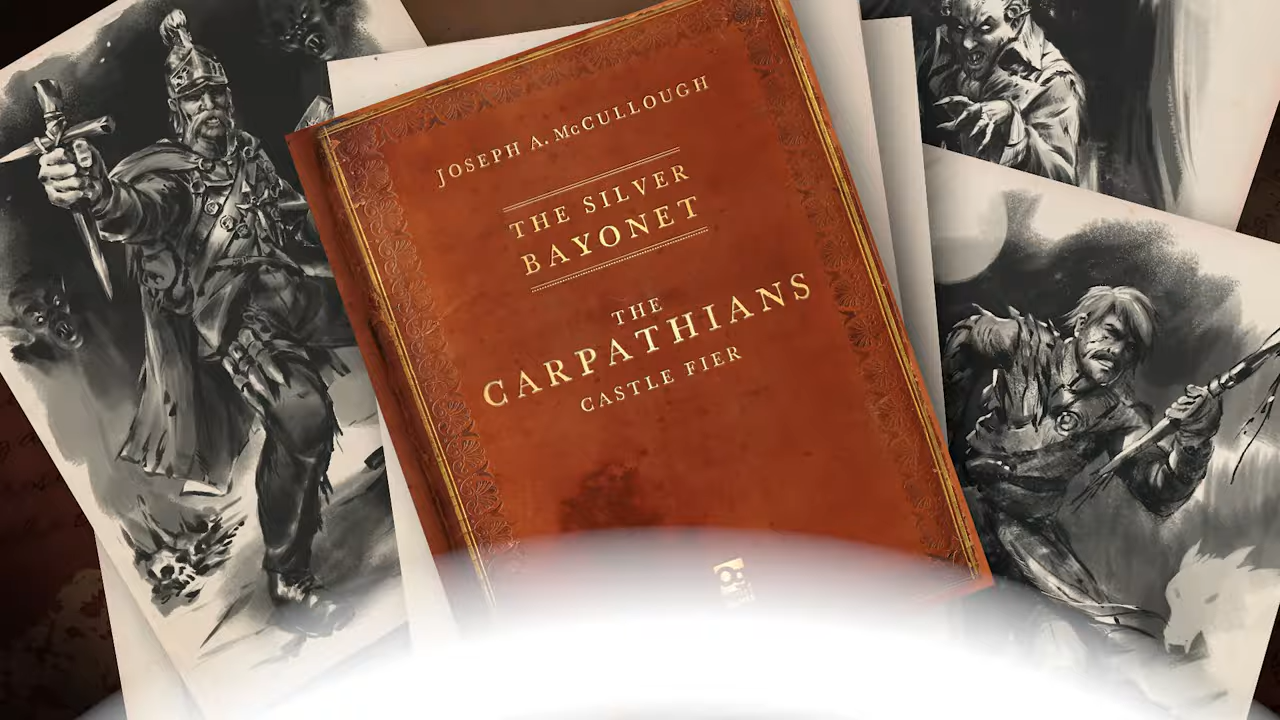 JOSEPH A. McCULLOUGH
THE SILVER
BAYONET
THE
CARPATHIANS
CASTLE FIER